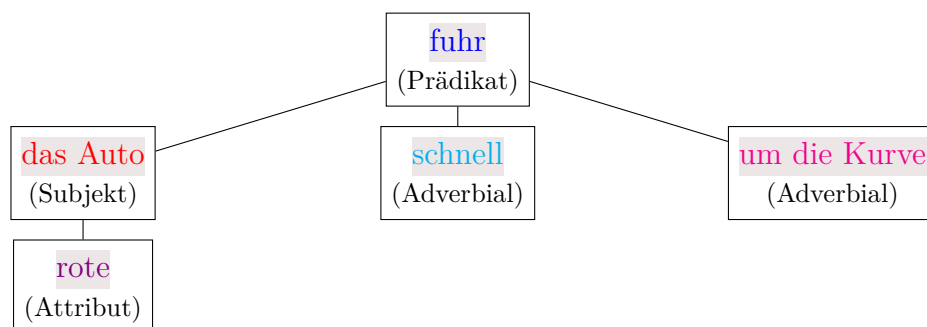 fuhr
(Prädikat)
das Auto
(Subjekt)
schnell
(Adverbial)
um die Kurve
(Adverbial)
rote
(Attribut)